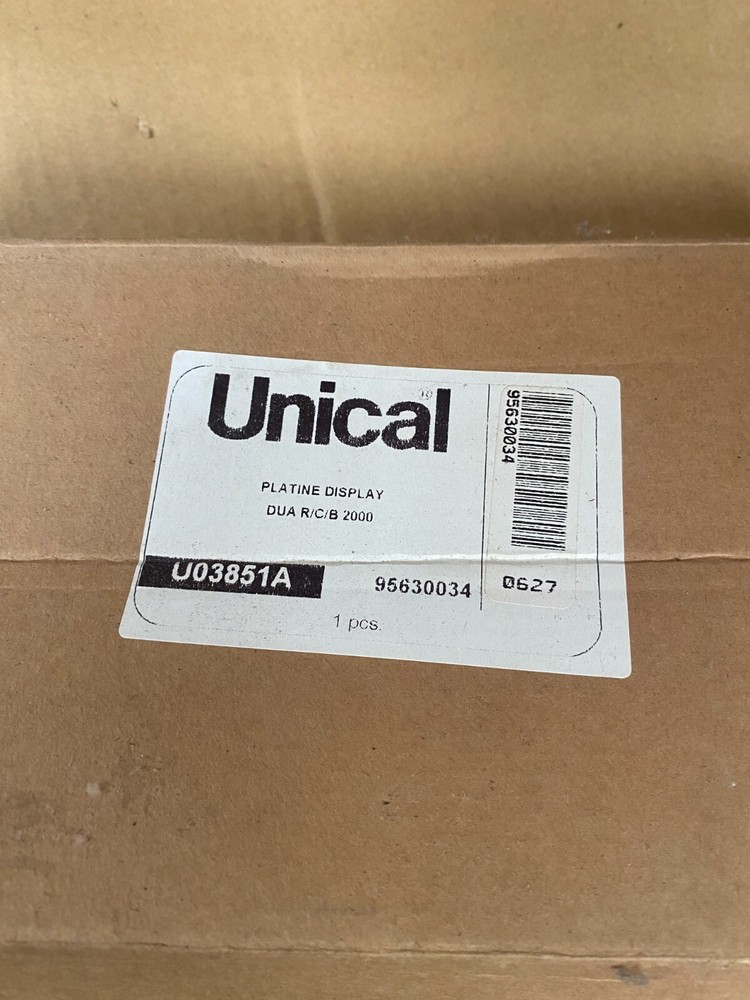 Unical®
PLATINE DISPLAY
DUA R/C/B 2000
U03851A
95630034
1 pcs.
95630034
0627